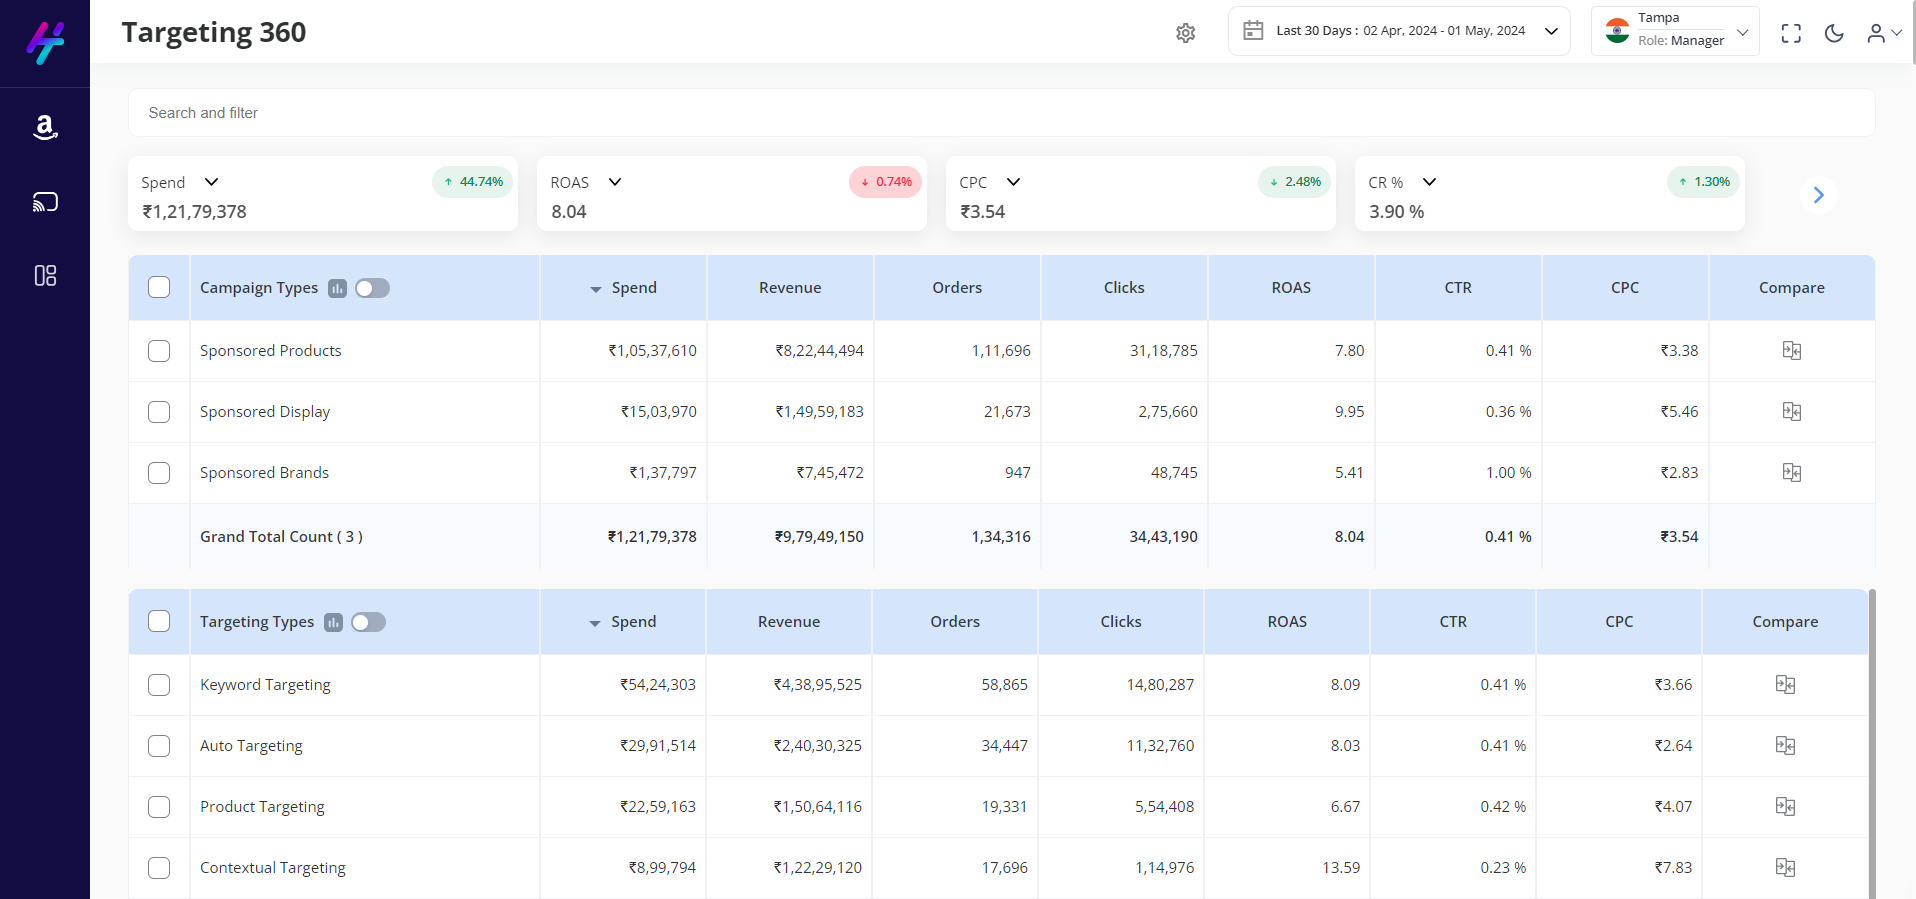 Targeting 360
Last 30 Days : 02 Apr, 2024 - 01 May, 2024
Tampa
Role: Manager
Search and filter
Spend 44.74%
₹1,21,79,378
ROAS 0.74%
8.04
CPC 2.48%
₹3.54
CR % 1.30%
3.90 %
Campaign Types Spend Revenue Orders Clicks ROAS CTR CPC Compare
Sponsored Products ₹1,05,37,610 ₹8,22,44,494 1,11,696 31,18,785 7.80 0.41 % ₹3.38
Sponsored Display ₹15,03,970 ₹1,49,59,183 21,673 2,75,660 9.95 0.36 % ₹5.46
Sponsored Brands ₹1,37,797 ₹7,45,472 947 48,745 5.41 1.00 % ₹2.83
Grand Total Count ( 3 ) ₹1,21,79,378 ₹9,79,49,150 1,34,316 34,43,190 8.04 0.41 % ₹3.54
Targeting Types Spend Revenue Orders Clicks ROAS CTR CPC Compare
Keyword Targeting ₹54,24,303 ₹4,38,95,525 58,865 14,80,287 8.09 0.41 % ₹3.66
Auto Targeting ₹29,91,514 ₹2,40,30,325 34,447 11,32,760 8.03 0.41 % ₹2.64
Product Targeting ₹22,59,163 ₹1,50,64,116 19,331 5,54,408 6.67 0.42 % ₹4.07
Contextual Targeting ₹8,99,794 ₹1,22,29,120 17,696 1,14,976 13.59 0.23 % ₹7.83